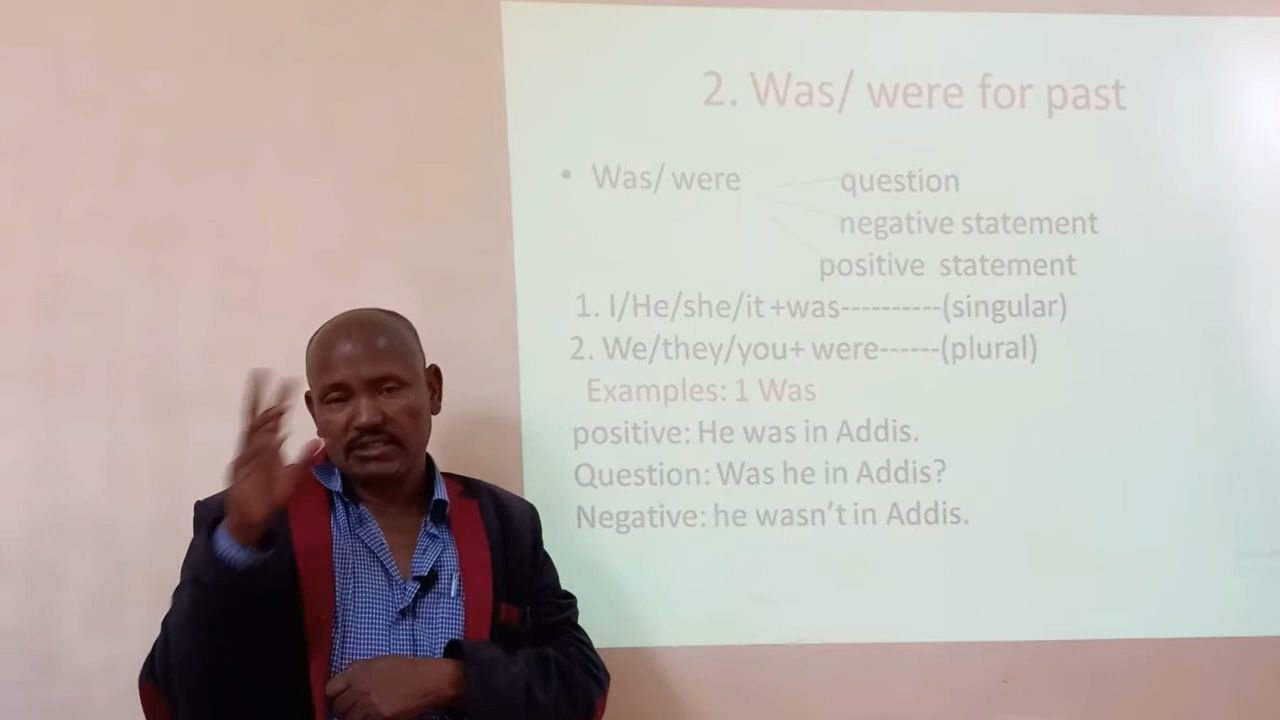 2. Was/ were for past
• Was/ were question
negative statement
positive statement
1. I/He/she/it +was----------(singular)
2. We/they/you+ were------(plural)
Examples: 1 Was
positive: He was in Addis.
Question: Was he in Addis?
Negative: he wasn't in Addis.